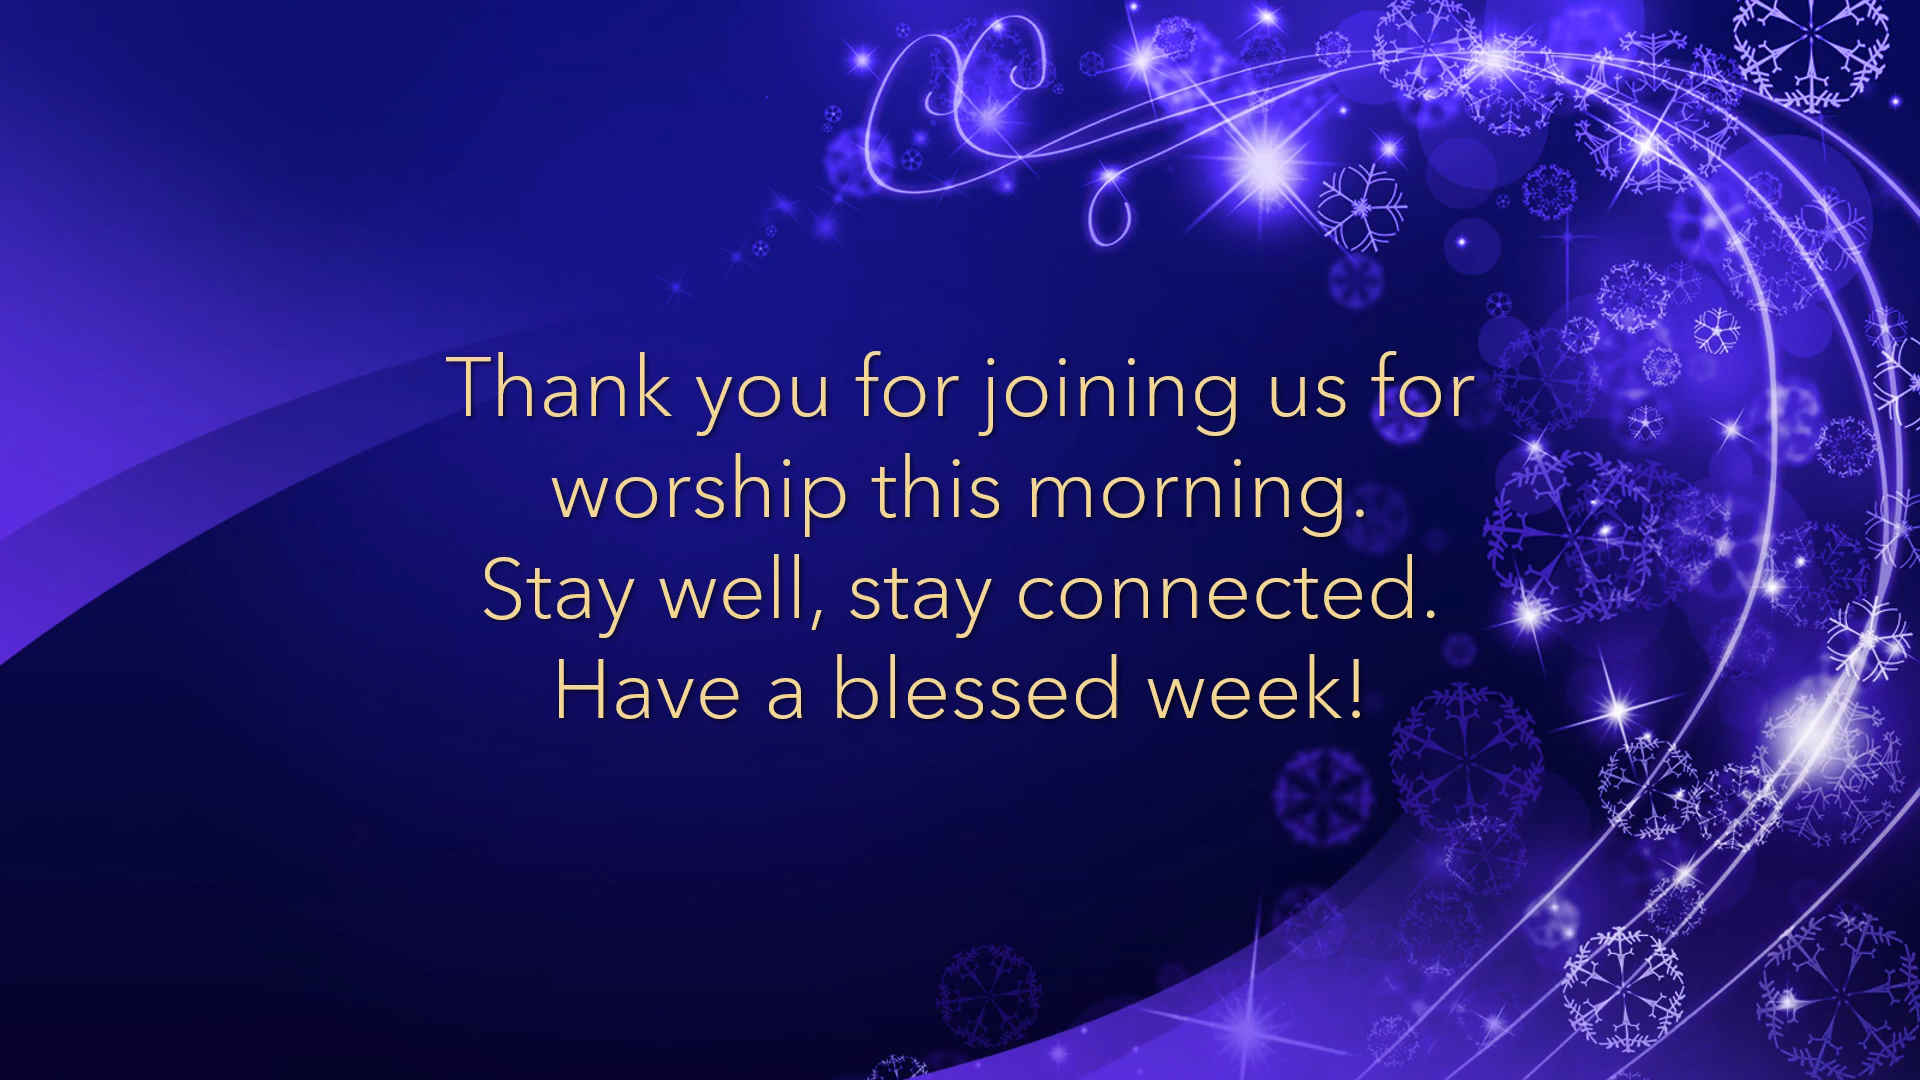 Thank you for joining us for
worship this morning.
Stay well, stay connected.
Have a blessed week!